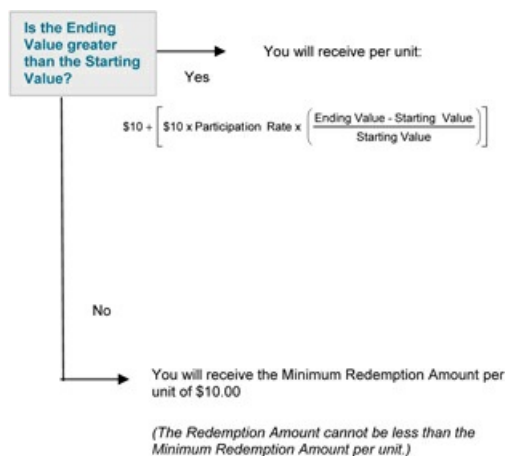 Is the Ending
Value greater
than the Starting
Value?
You will receive per unit:
Yes
$10 + [ $10 x Participation Rate x ( Ending Value - Starting Value
Starting Value ) ]
No
You will receive the Minimum Redemption Amount per
unit of $10.00
(The Redemption Amount cannot be less than the
Minimum Redemption Amount per unit.)